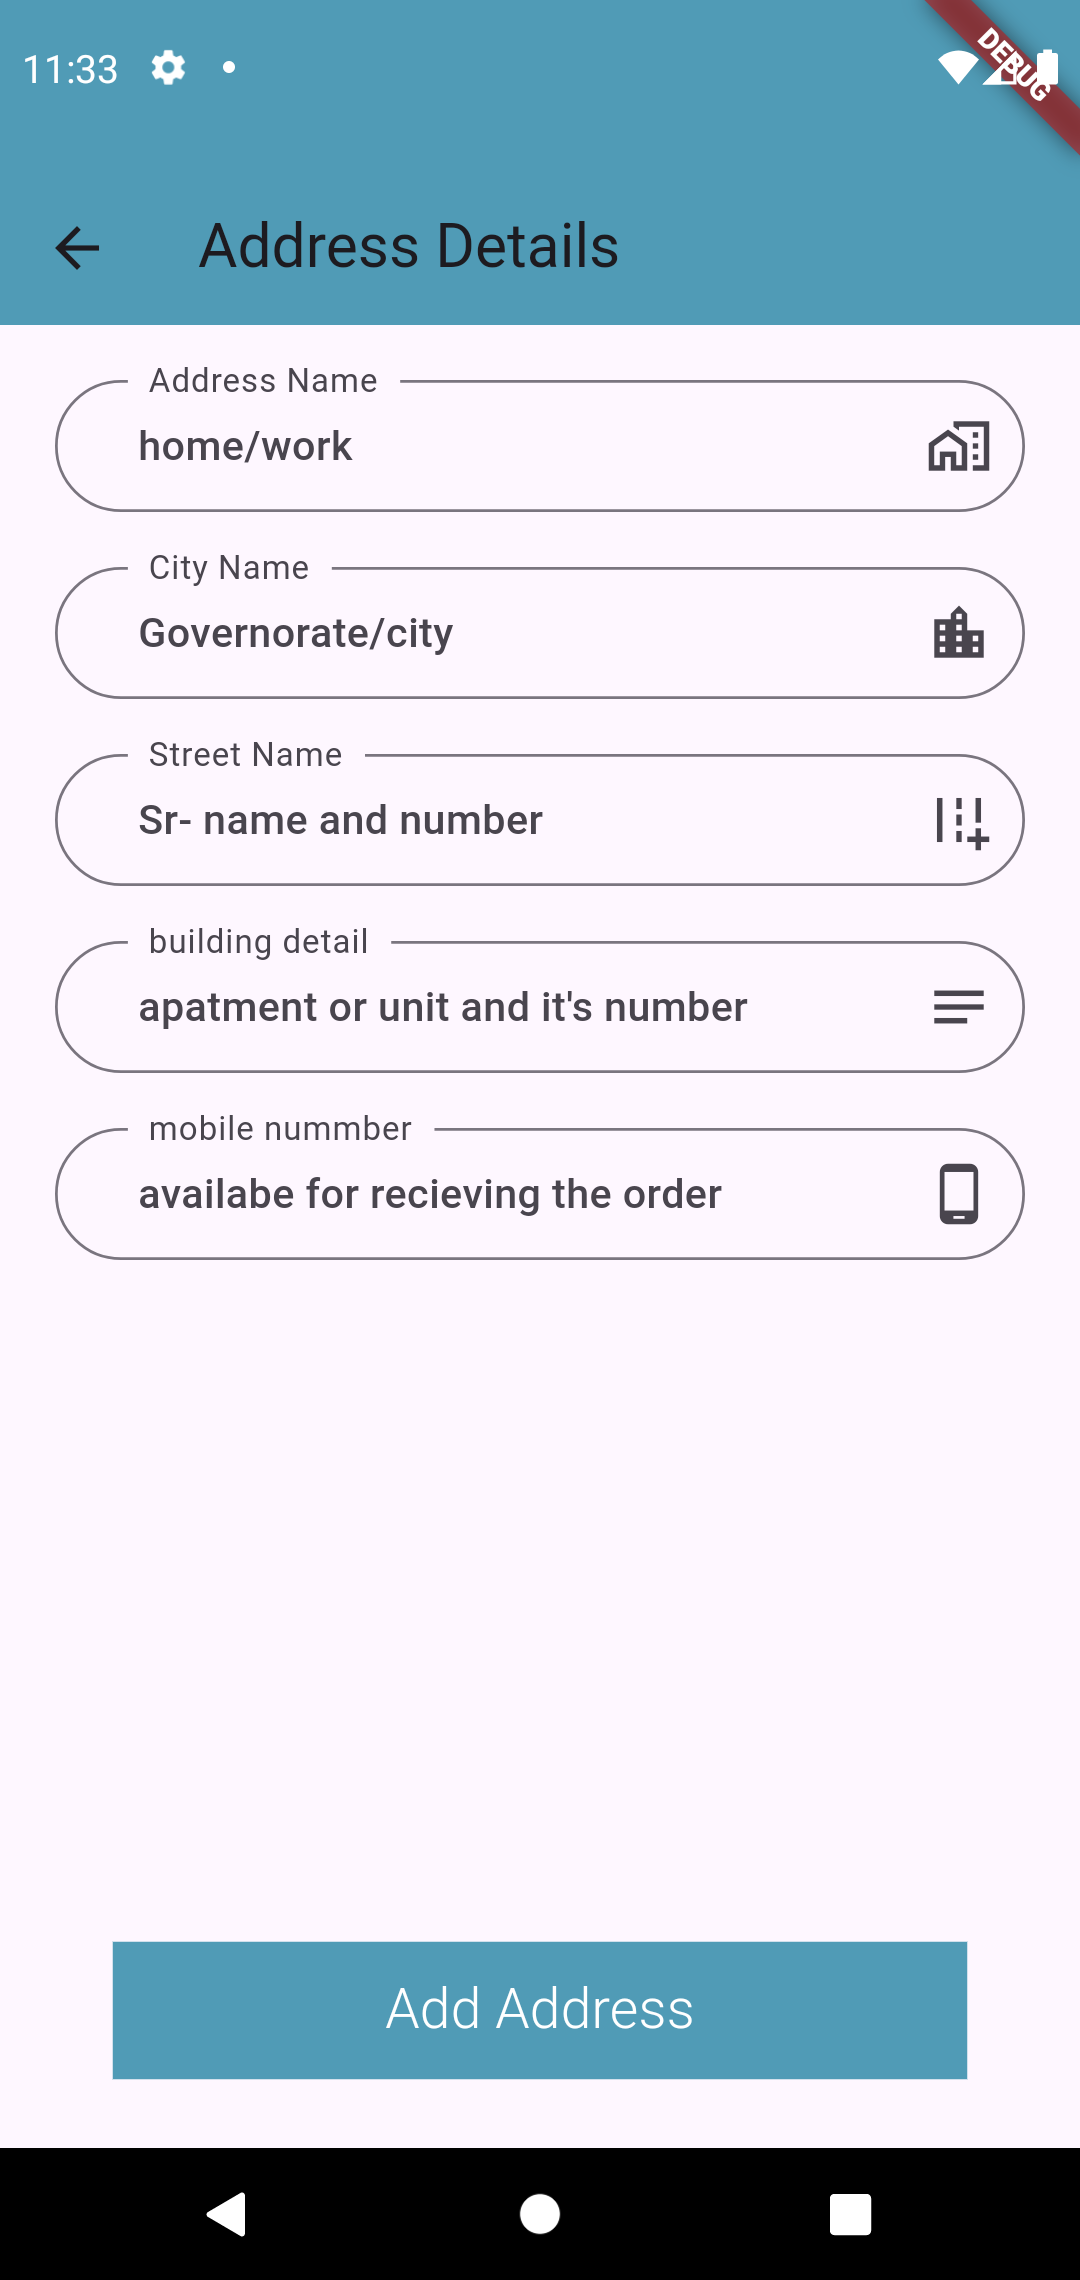 11:33
DEBUG
Address Details
Address Name
home/work
City Name
Governorate/city
Street Name
Sr- name and number
building detail
apatment or unit and it's number
mobile nummber
availabe for recieving the order
Add Address